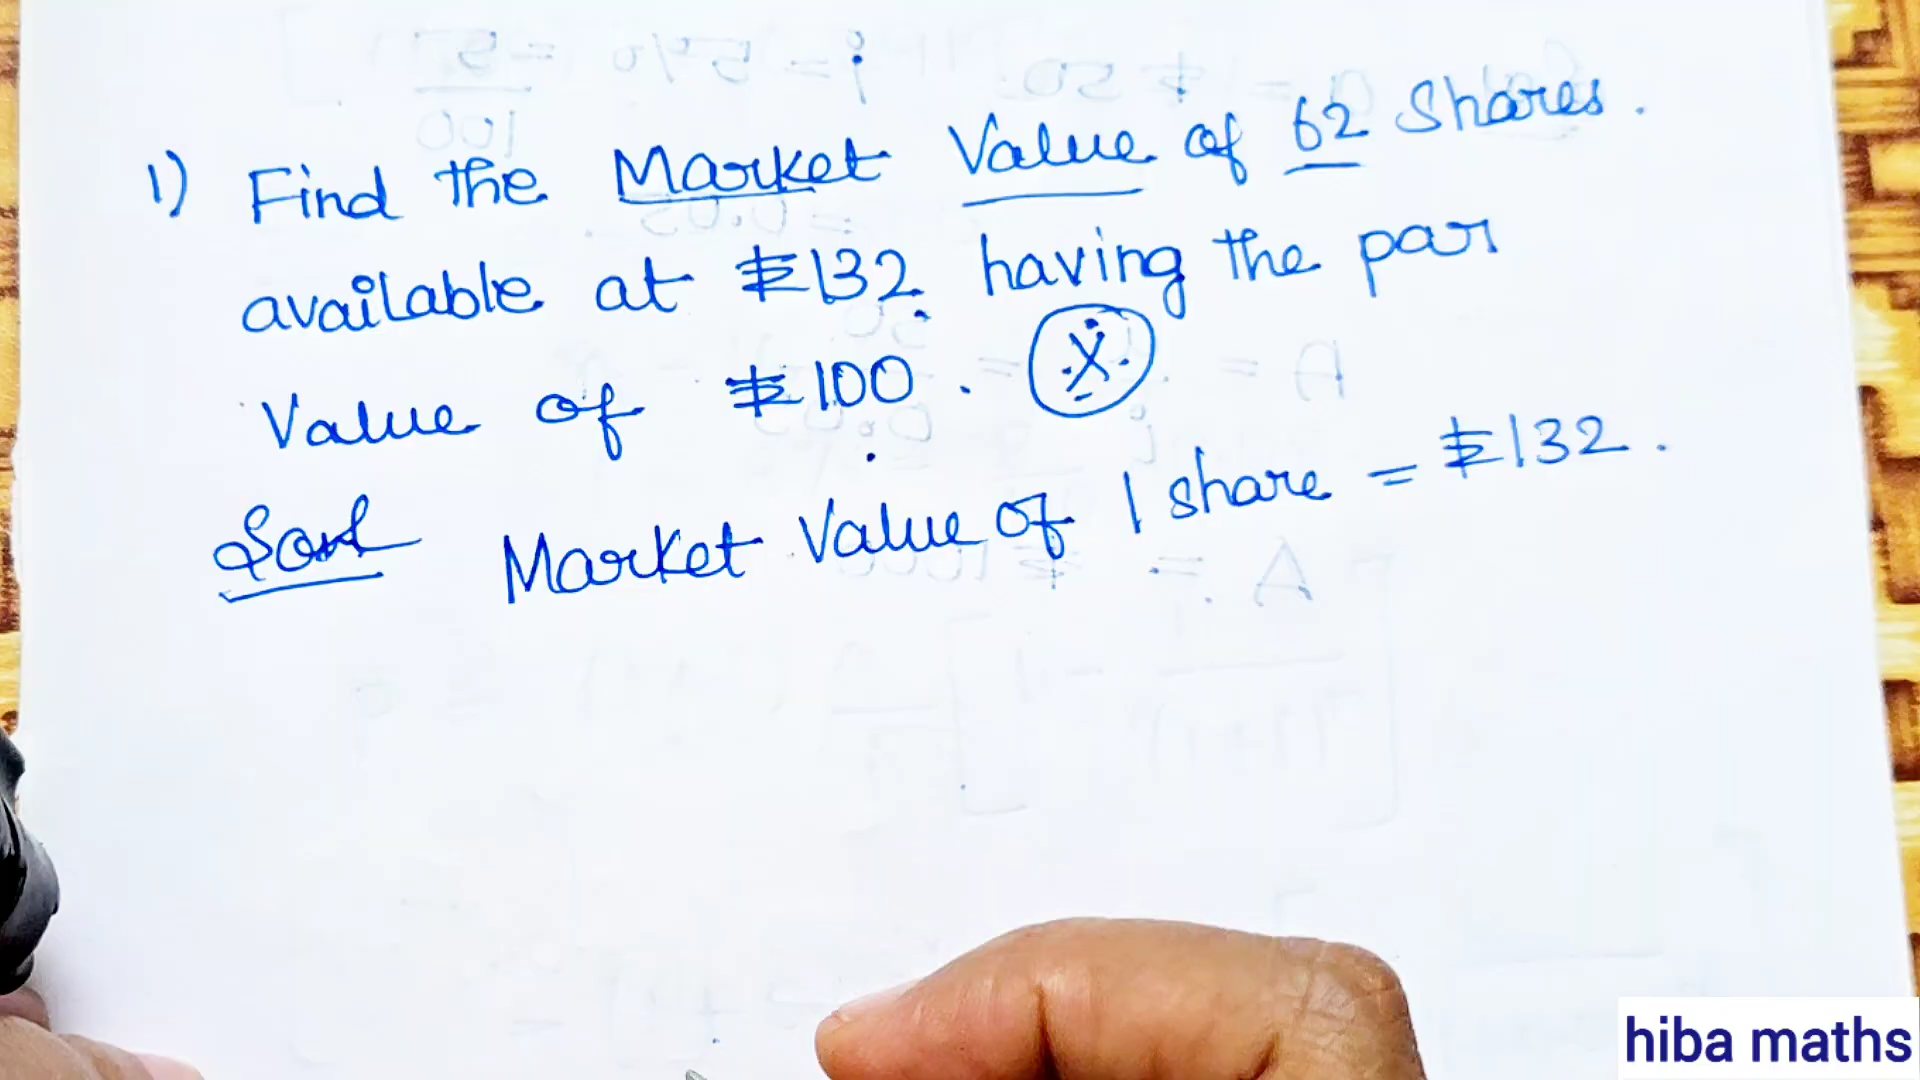 1) Find the Market Value of 62 Shares.
available at ₹132 having the par
Value of ₹100.
Market Value of 1 share = ₹132.
hiba maths